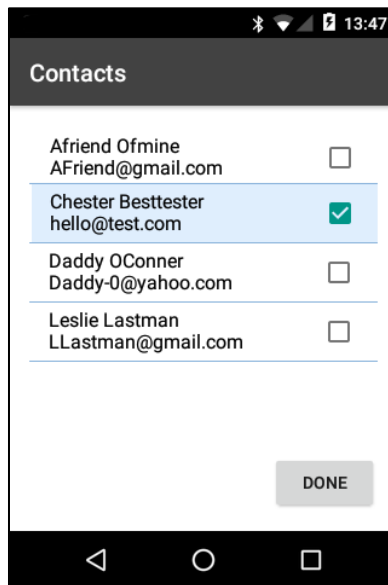 13:47
Contacts
Afriend Ofmine
AFriend@gmail.com
Chester Besttester
hello@test.com
Daddy OConner
Daddy-0@yahoo.com
Leslie Lastman
LLastman@gmail.com
DONE